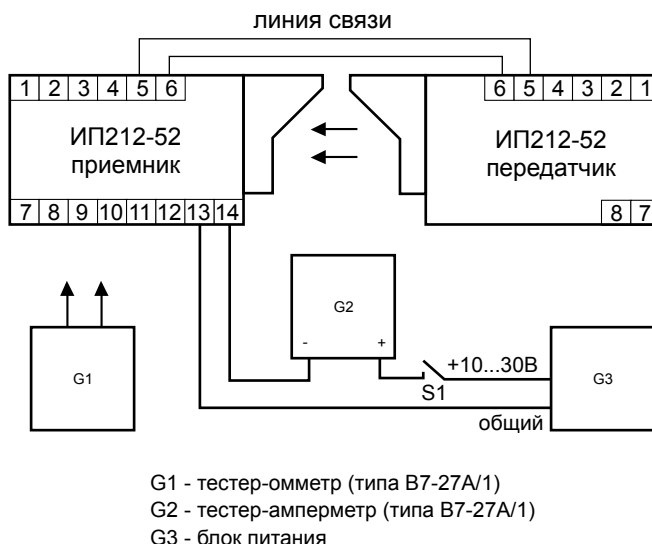 ЛИНИЯ СВЯЗИ
1 2 3 4 5 6
6 5 4 3 2 1
ИП212-52
приемник
ИП212-52
передатчик
7 8 9 10 11 12 13 14
8 7
G1
G2
- +
S1
+10...30В
общий
G3
G1 - тестер-омметр (типа В7-27А/1)
G2 - тестер-амперметр (типа В7-27А/1)
G3 - блок питания